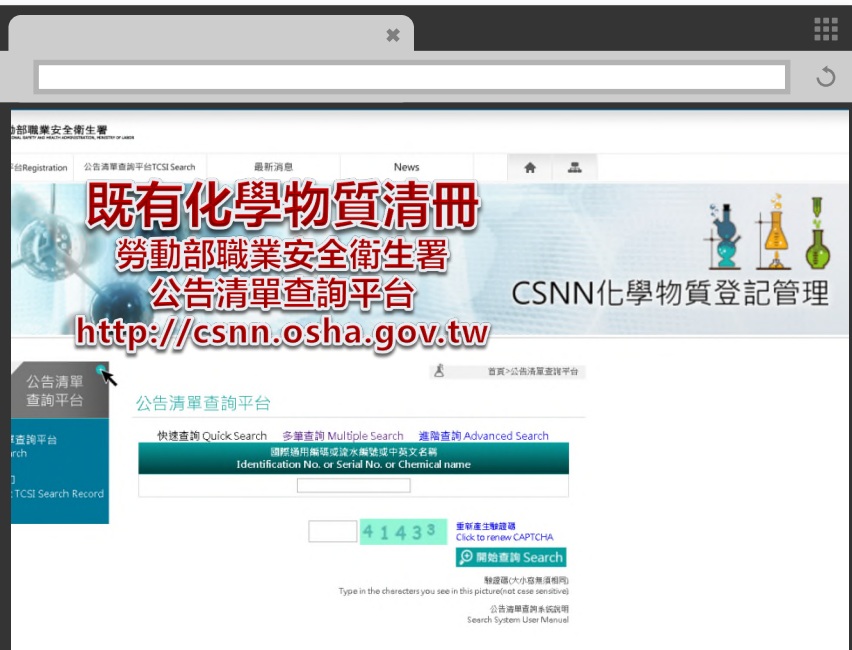 部職業安全衛生署
台Registration
公告清單查詢平台TCSI Search
最新消息
News
既有化學物質清冊
勞動部職業安全衛生署
公告清單查詢平台
http://csnn.osha.gov.tw
CSNN化學物質登記管理
公告清單
查詢平台
首頁>公告清單查詢平台
公告清單查詢平台
查詢平台
rch
TCSI Search Record
快速查詢 Quick Search
多筆查詢 Multiple Search
進階查詢 Advanced Search
國際通用編碼或流水編號或中英文名稱
Identification No. or Serial No. or Chemical name
41433
重新產生驗證碼
Click to renew CAPTCHA
開始查詢 Search
驗證碼(大小寫無須相同)
Type in the characters you see in this picture(not case sensitive)
公告清單查詢系統說明
Search System User Manual